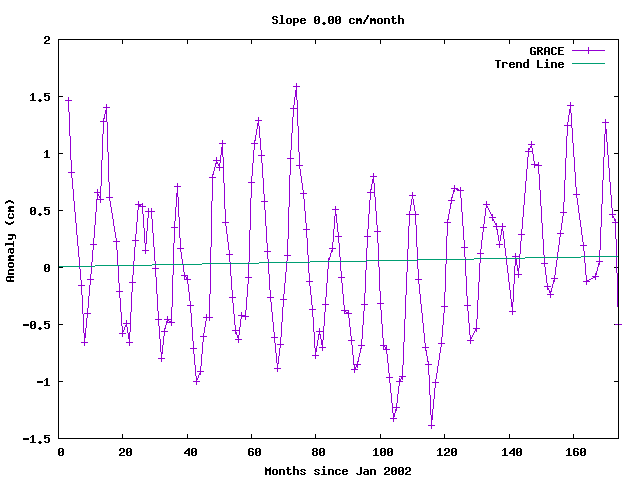 Slope 0.00 cm/month
GRACE
Trend Line
2
1.5
1
0.5
0
-0.5
-1
-1.5
Anomaly (cm)
0 20 40 60 80 100 120 140 160
Months since Jan 2002